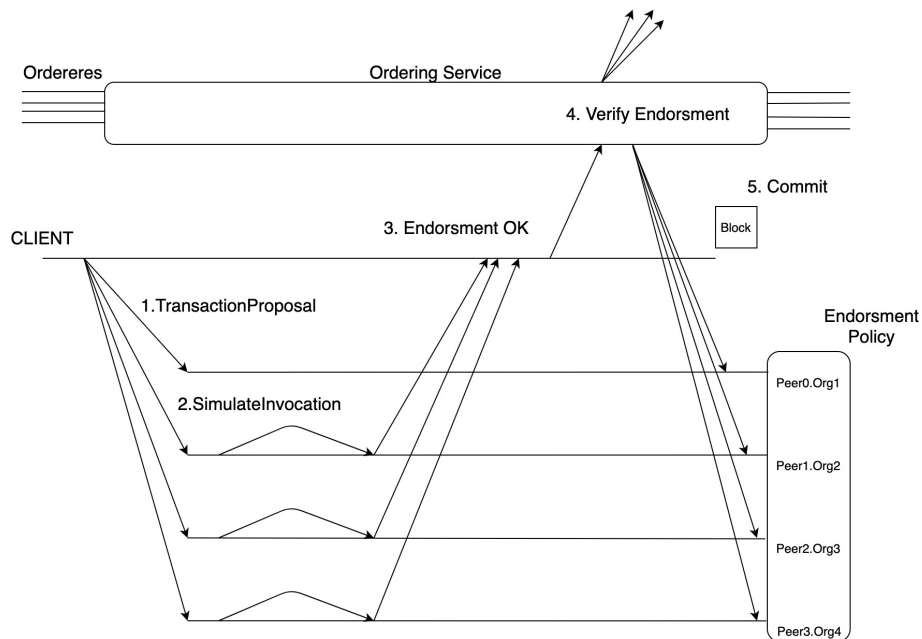 Ordereres
Ordering Service
4. Verify Endorsment
5. Commit
Block
3. Endorsment OK
CLIENT
1.TransactionProposal
Endorsment
Policy
2.SimulateInvocation
Peer0.Org1
Peer1.Org2
Peer2.Org3
Peer3.Org4